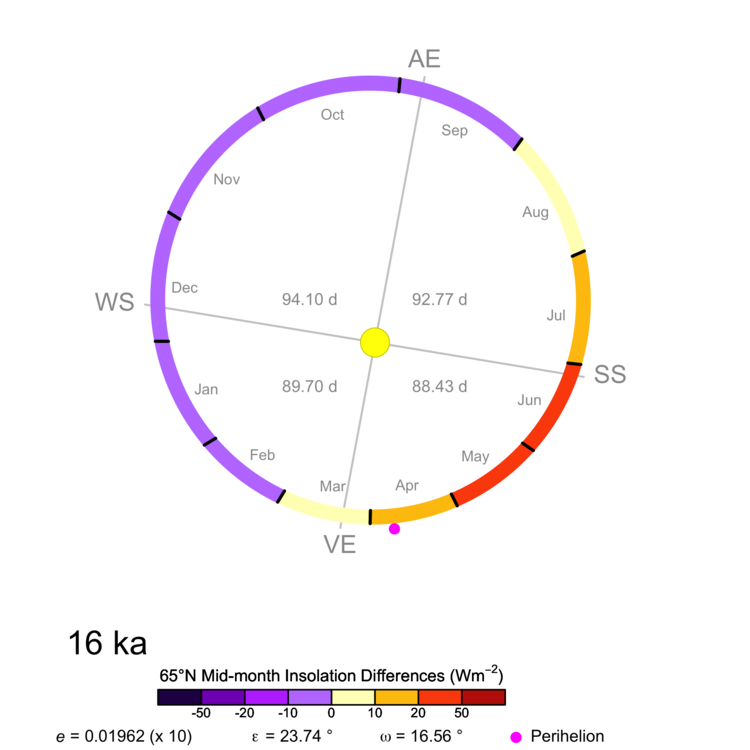 AE
Oct
Sep
Nov
Aug
WS
Dec
94.10 d
92.77 d
Jul
SS
89.70 d
88.43 d
Jan
Jun
Feb
May
Mar
Apr
VE
16 ka
65°N Mid-month Insolation Differences (Wm−2)
-50 -20 -10 0 10 20 50
e = 0.01962 (x 10) ε = 23.74 ° ω = 16.56 ° Perihelion